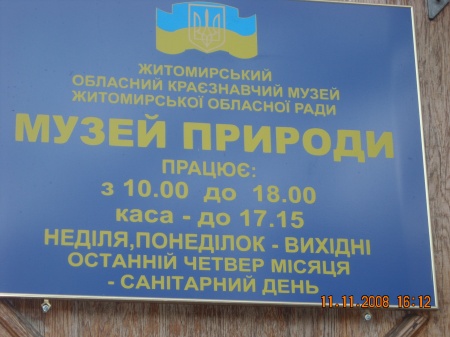 ЖИТОМИРСЬКИЙ
ОБЛАСНИЙ КРАЄЗНАВЧИЙ МУЗЕЙ
ЖИТОМИРСЬКОЇ ОБЛАСНОЇ РАДИ
МУЗЕЙ ПРИРОДИ
ПРАЦЮЄ:
з 10.00 до 18.00
каса - до 17.15
НЕДІЛЯ,ПОНЕДІЛОК - ВИХІДНІ
ОСТАННІЙ ЧЕТВЕР МІСЯЦЯ
- САНІТАРНИЙ ДЕНЬ
11.11.2008 16:12